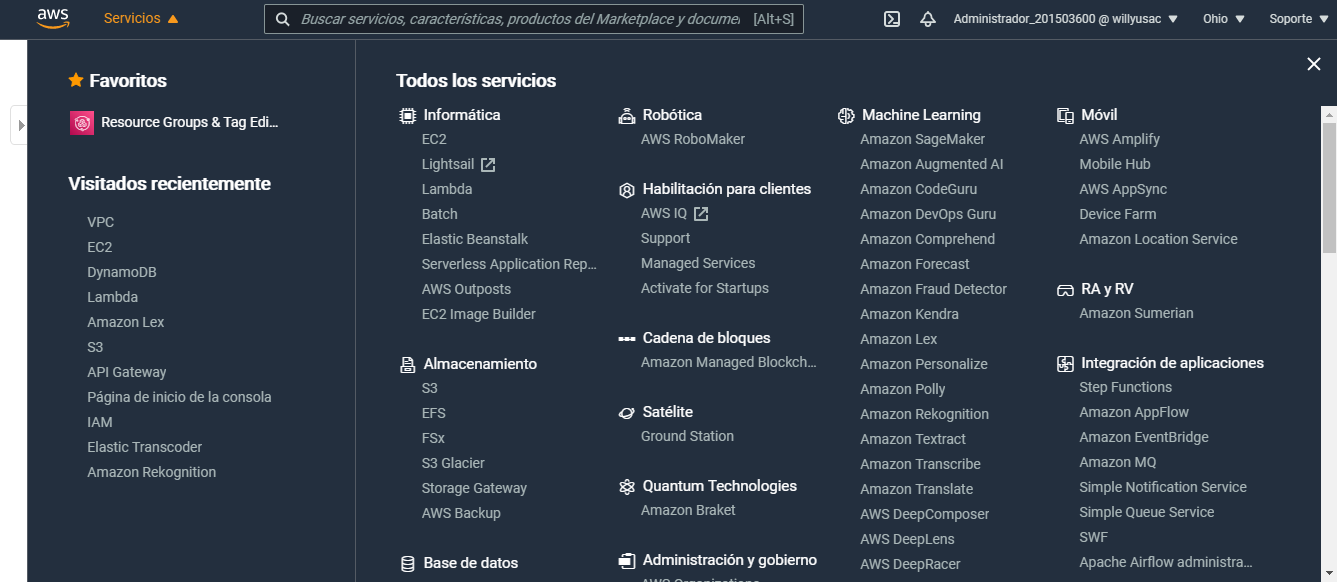 aws
Servicios
Buscar servicios, características, productos del Marketplace y documen
[Alt+S]
Administrador_201503600 @ willyusac
Ohio
Soporte
Favoritos
Resource Groups & Tag Edi...
Visitados recientemente
VPC
EC2
DynamoDB
Lambda
Amazon Lex
S3
API Gateway
Página de inicio de la consola
IAM
Elastic Transcoder
Amazon Rekognition
Todos los servicios
Informática
EC2
Lightsail
Lambda
Batch
Elastic Beanstalk
Serverless Application Rep...
AWS Outposts
EC2 Image Builder
Almacenamiento
S3
EFS
FSx
S3 Glacier
Storage Gateway
AWS Backup
Base de datos
Robótica
AWS RoboMaker
Habilitación para clientes
AWS IQ
Support
Managed Services
Activate for Startups
Cadena de bloques
Amazon Managed Blockch...
Satélite
Ground Station
Quantum Technologies
Amazon Braket
Administración y gobierno
AWS Organizations
Machine Learning
Amazon SageMaker
Amazon Augmented AI
Amazon CodeGuru
Amazon DevOps Guru
Amazon Comprehend
Amazon Forecast
Amazon Fraud Detector
Amazon Kendra
Amazon Lex
Amazon Personalize
Amazon Polly
Amazon Rekognition
Amazon Textract
Amazon Transcribe
Amazon Translate
AWS DeepComposer
AWS DeepLens
AWS DeepRacer
Móvil
AWS Amplify
Mobile Hub
AWS AppSync
Device Farm
Amazon Location Service
RA y RV
Amazon Sumerian
Integración de aplicaciones
Step Functions
Amazon AppFlow
Amazon EventBridge
Amazon MQ
Simple Notification Service
Simple Queue Service
SWF
Apache Airflow administra...